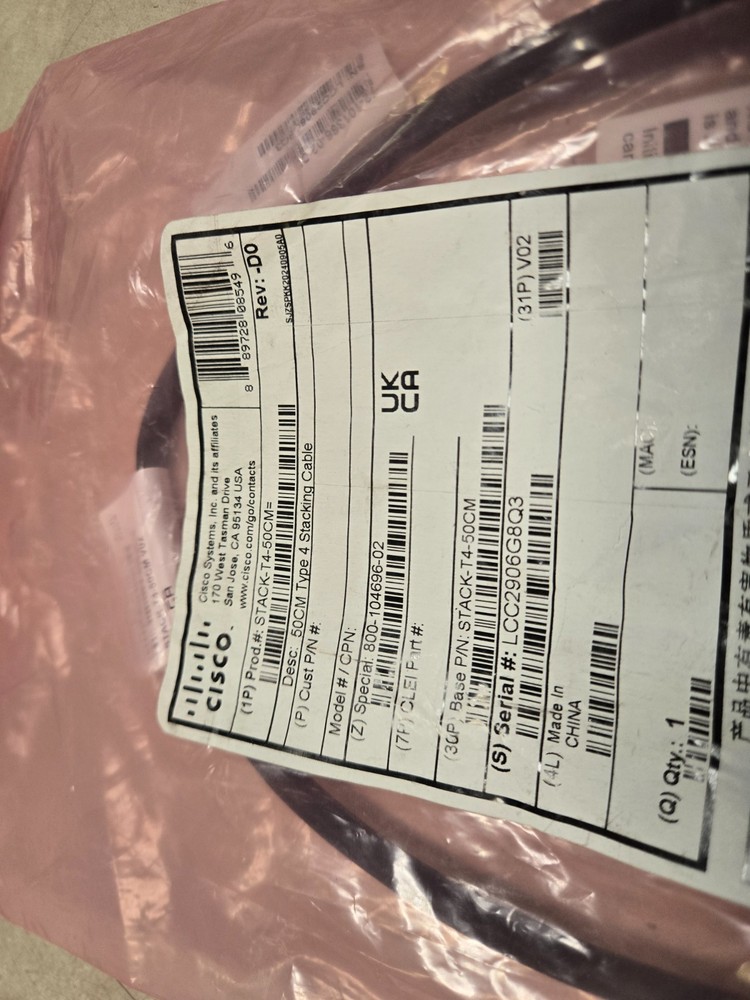 CISCO
Cisco Systems, Inc. and its affiliates
170 West Tasman Drive
San Jose, CA 95134 USA
www.cisco.com/go/contacts
8 89728 08549 6
Rev: -D0
(1P) Prod.#: STACK-T4-50CM=
Desc: 50CM Type 4 Stacking Cable
(P) Cust P/N #:
Model # / CPN:
(Z) Special: 800-104696-02
UK
CA
(7P) CLEI Part #:
(30P) Base P/N: STACK-T4-50CM
(31P) V02
(S) Serial #: LCC2906G8Q3
(4L) Made In
CHINA
(MAC):
(ESN):
(Q) Qty.: 1